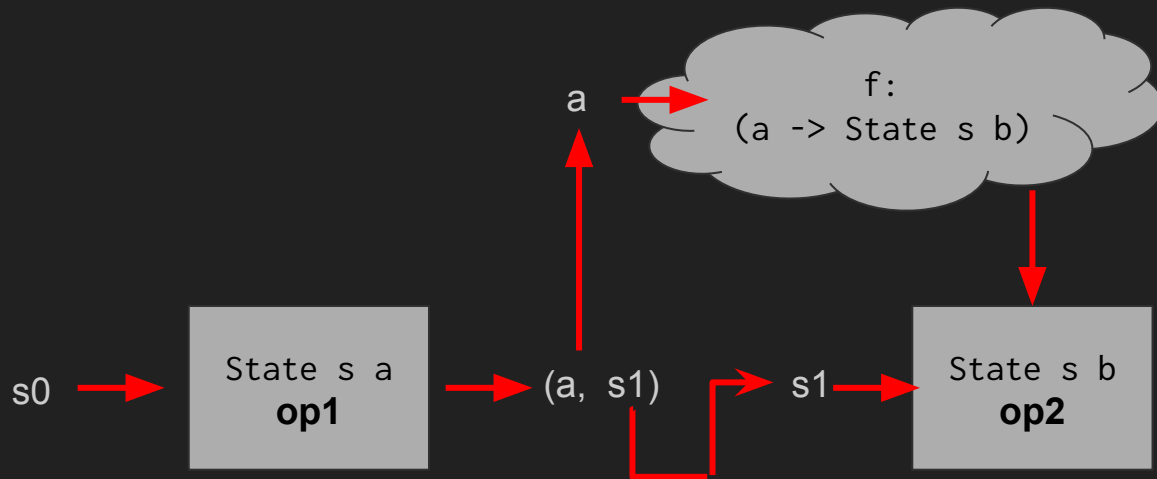 f:
(a -> State s b)
a
s0
State s a
op1
(a, s1)
s1
State s b
op2